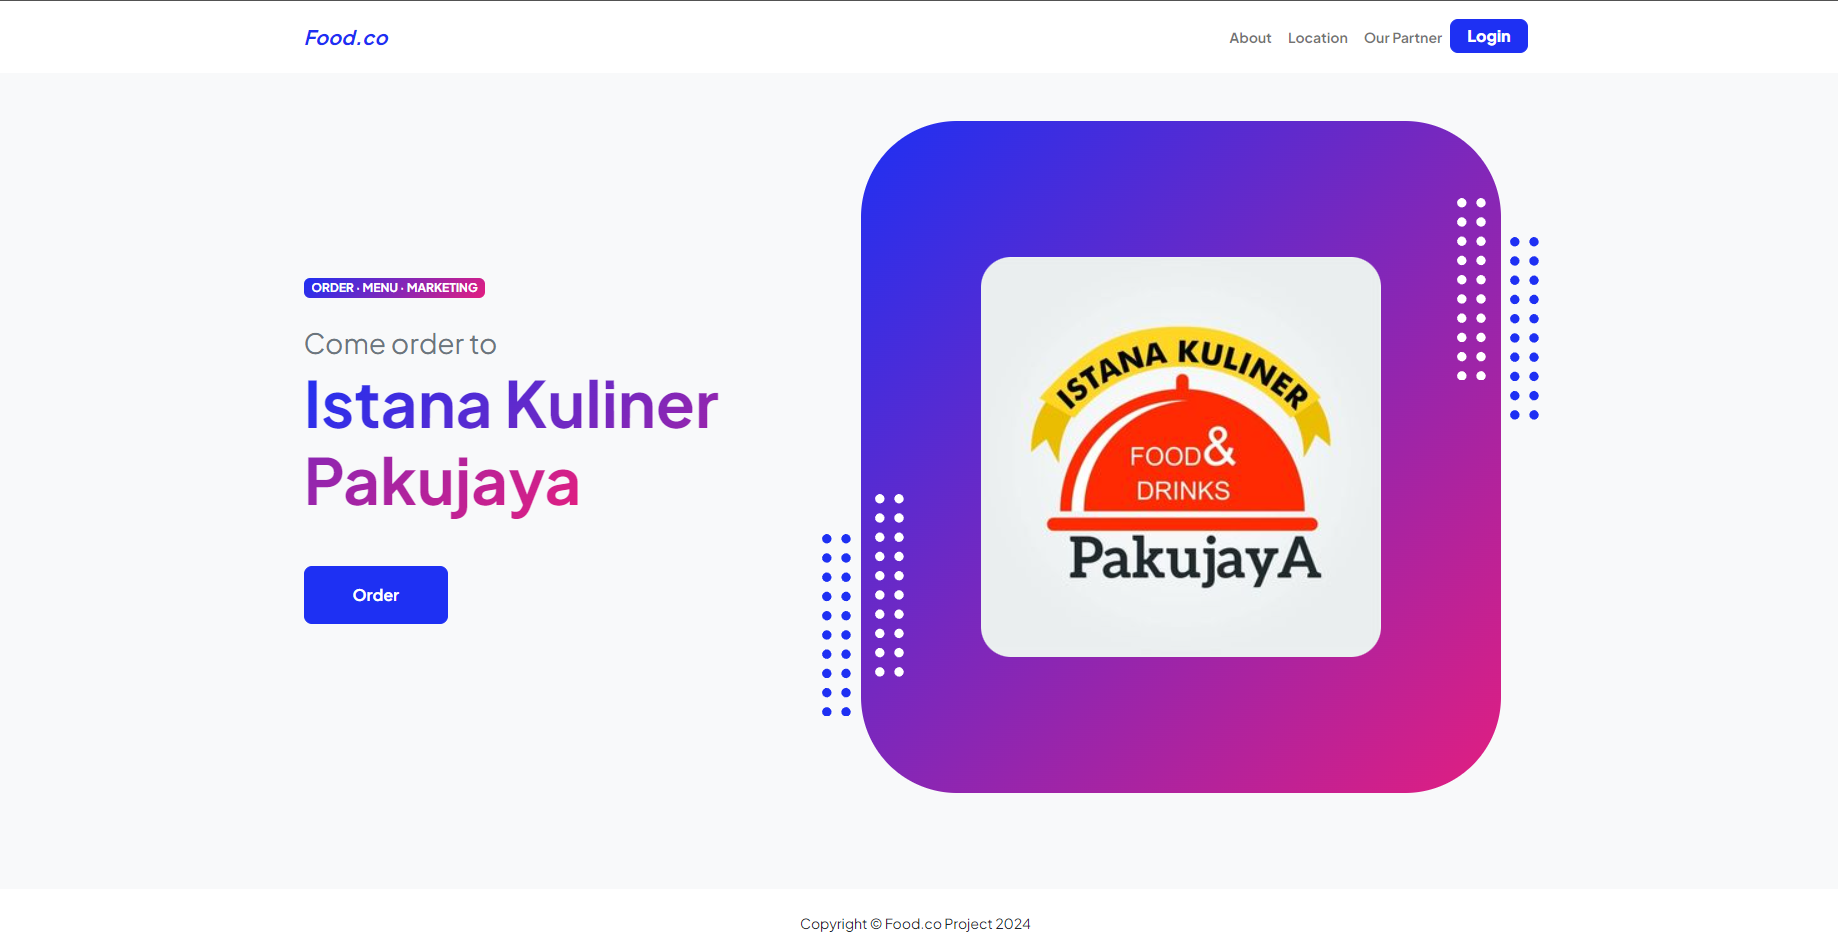 Food.co
About Location Our Partner Login
ORDER · MENU · MARKETING
Come order to
Istana Kuliner
Pakujaya
Order
ISTANA KULINER
FOOD &
DRINKS
PakujayA
Copyright © Food.co Project 2024